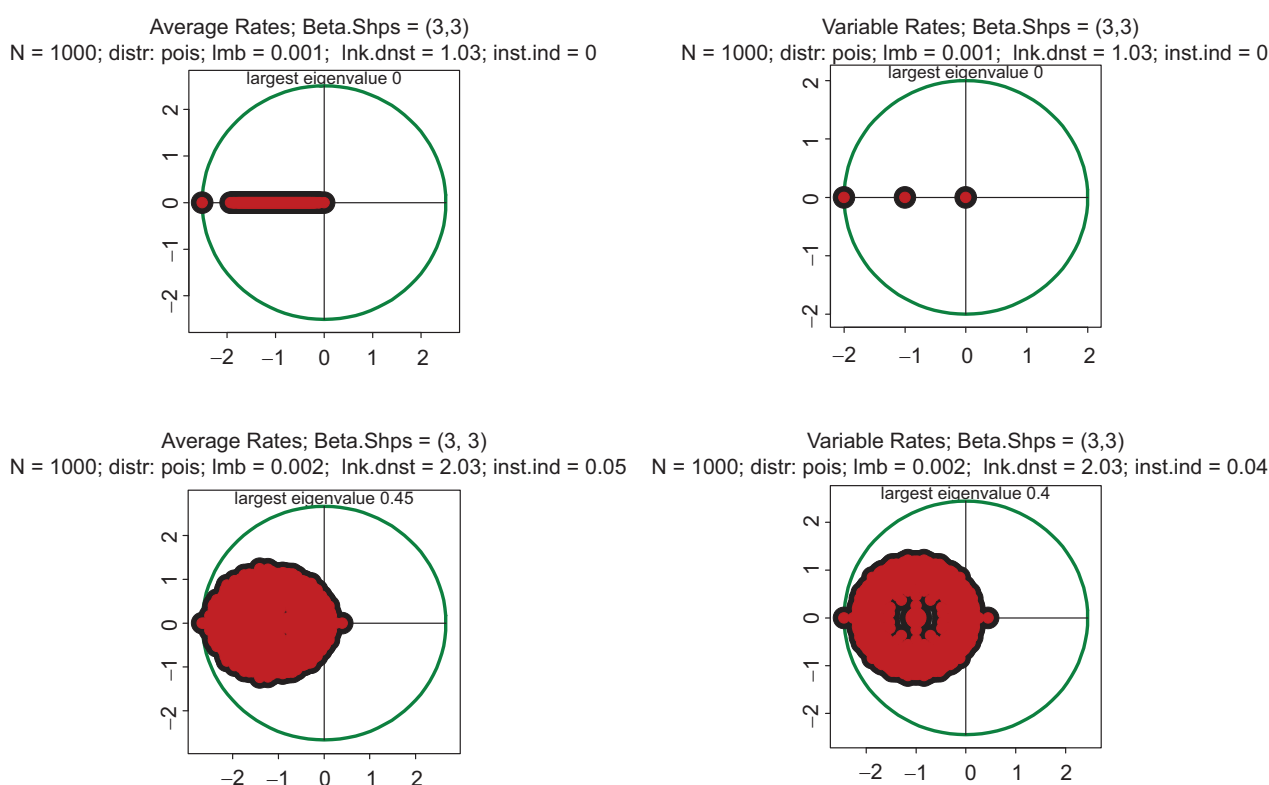 Average Rates; Beta.Shps = (3,3)
N = 1000; distr: pois; lmb = 0.001;  lnk.dnst = 1.03; inst.ind = 0
largest eigenvalue 0
2
1
0
−1
−2
−2 −1 0 1 2
Variable Rates; Beta.Shps = (3,3)
N = 1000; distr: pois; lmb = 0.001;  lnk.dnst = 1.03; inst.ind = 0
largest eigenvalue 0
2
1
0
−1
−2
−2 −1 0 1 2
Average Rates; Beta.Shps = (3, 3)
N = 1000; distr: pois; lmb = 0.002;  lnk.dnst = 2.03; inst.ind = 0.05
largest eigenvalue 0.45
2
1
0
−1
−2
−2 −1 0 1 2
Variable Rates; Beta.Shps = (3,3)
N = 1000; distr: pois; lmb = 0.002;  lnk.dnst = 2.03; inst.ind = 0.04
largest eigenvalue 0.4
2
1
0
−1
−2
−2 −1 0 1 2